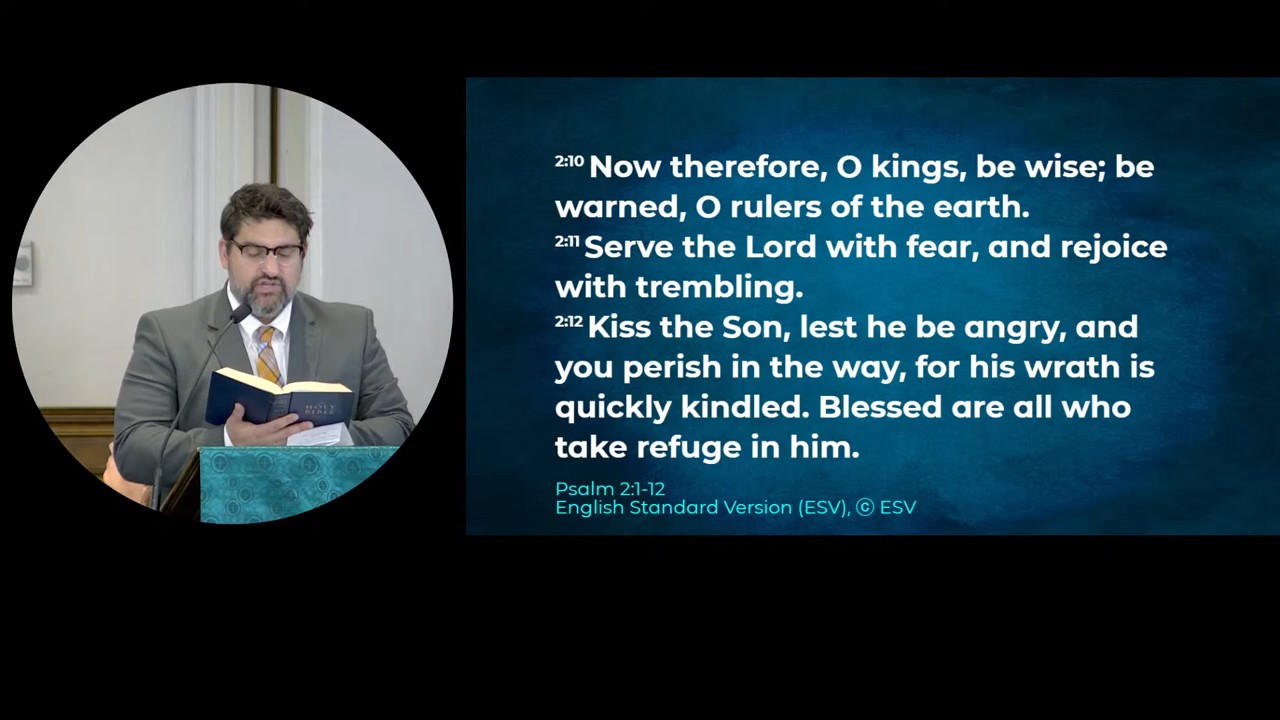 HOLY
BIBLE
2:10 Now therefore, O kings, be wise; be
warned, O rulers of the earth.
2:11 Serve the Lord with fear, and rejoice
with trembling.
2:12 Kiss the Son, lest he be angry, and
you perish in the way, for his wrath is
quickly kindled. Blessed are all who
take refuge in him.
Psalm 2:1-12
English Standard Version (ESV), ⓒ ESV